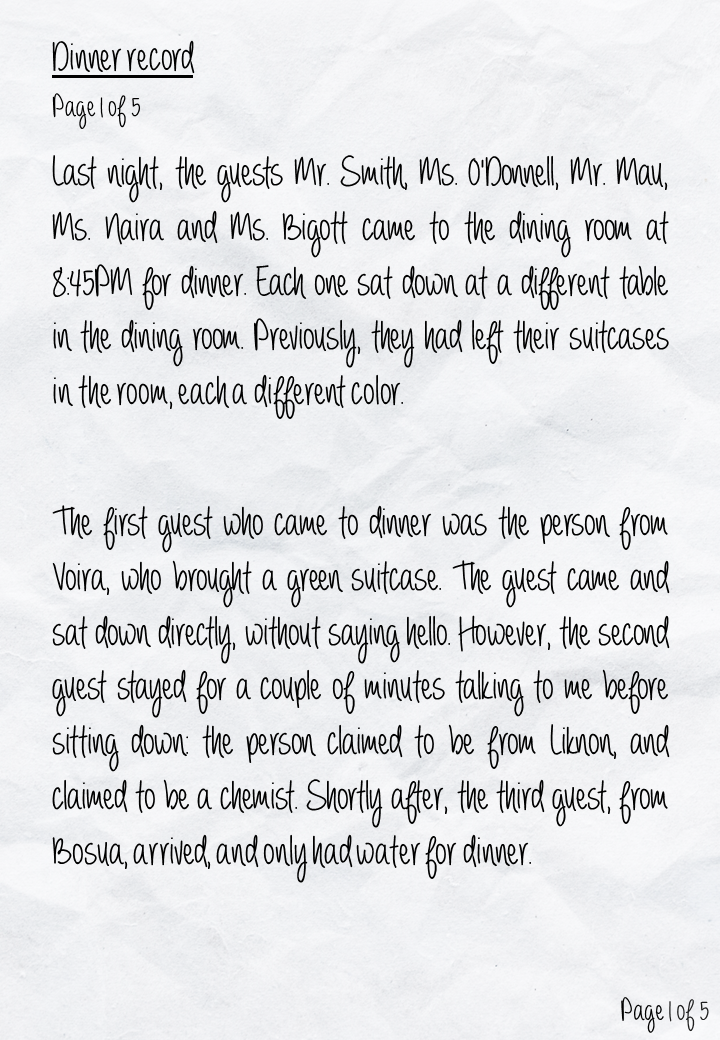 Dinner record
Page 1 of 5
Last night, the guests Mr. Smith, Ms. O'Donnell, Mr. Mau,
Ms. Naira and Ms. Bigott came to the dining room at
8:45PM for dinner. Each one sat down at a different table
in the dining room. Previously, they had left their suitcases
in the room, each a different color.
The first guest who came to dinner was the person from
Voira, who brought a green suitcase. The guest came and
sat down directly, without saying hello. However, the second
guest stayed for a couple of minutes talking to me before
sitting down: the person claimed to be from Liknon, and
claimed to be a chemist. Shortly after, the third guest, from
Bosua, arrived, and only had water for dinner.
Page 1 of 5